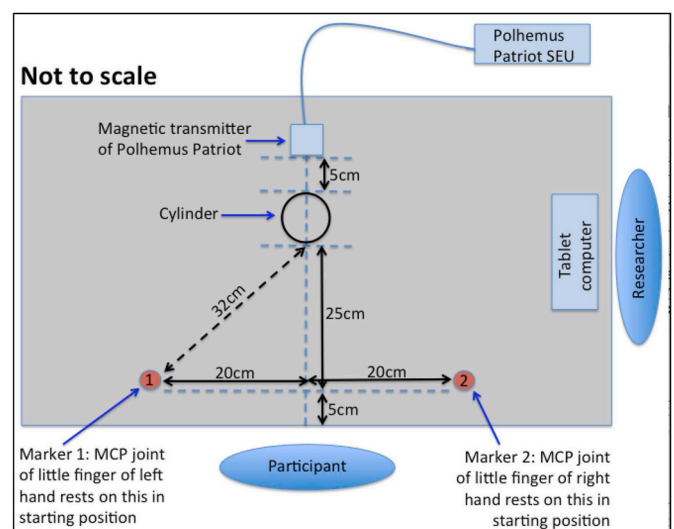 Polhemus
Patriot SEU
Not to scale
Magnetic transmitter
of Polhemus Patriot
5cm
Cylinder
Tablet
computer
Researcher
32cm
25cm
20cm
20cm
1
2
5cm
Participant
Marker 1: MCP joint
of little finger of left
hand rests on this in
starting position
Marker 2: MCP joint
of little finger of right
hand rests on this in
starting position